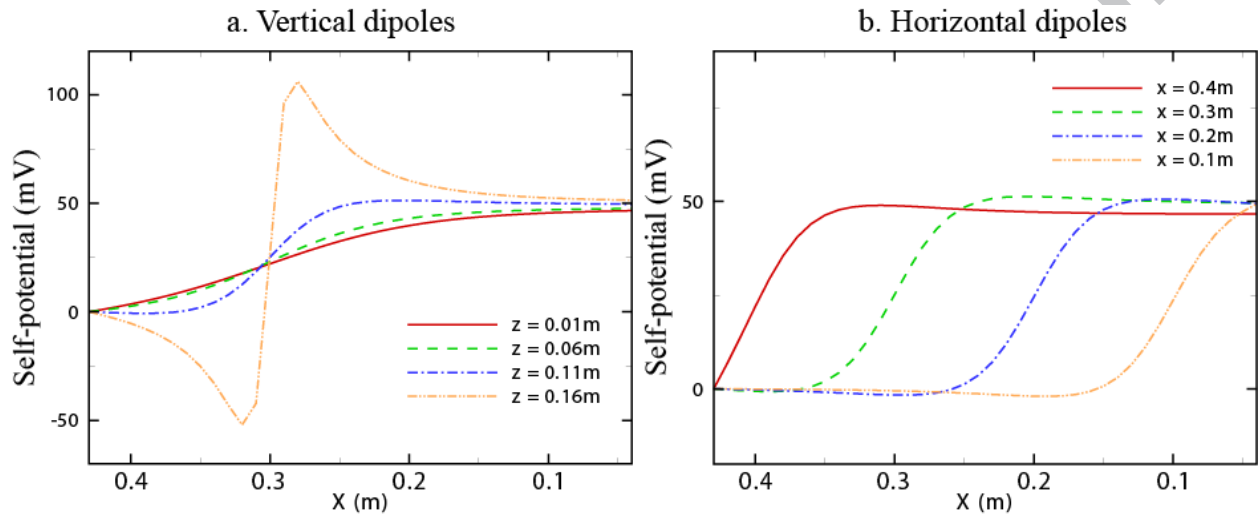 a. Vertical dipoles
100
50
0
-50
Self-potential (mV)
z = 0.01m
z = 0.06m
z = 0.11m
z = 0.16m
0.4 0.3 0.2 0.1
X (m)
b. Horizontal dipoles
50
0
Self-potential (mV)
x = 0.4m
x = 0.3m
x = 0.2m
x = 0.1m
0.4 0.3 0.2 0.1
X (m)